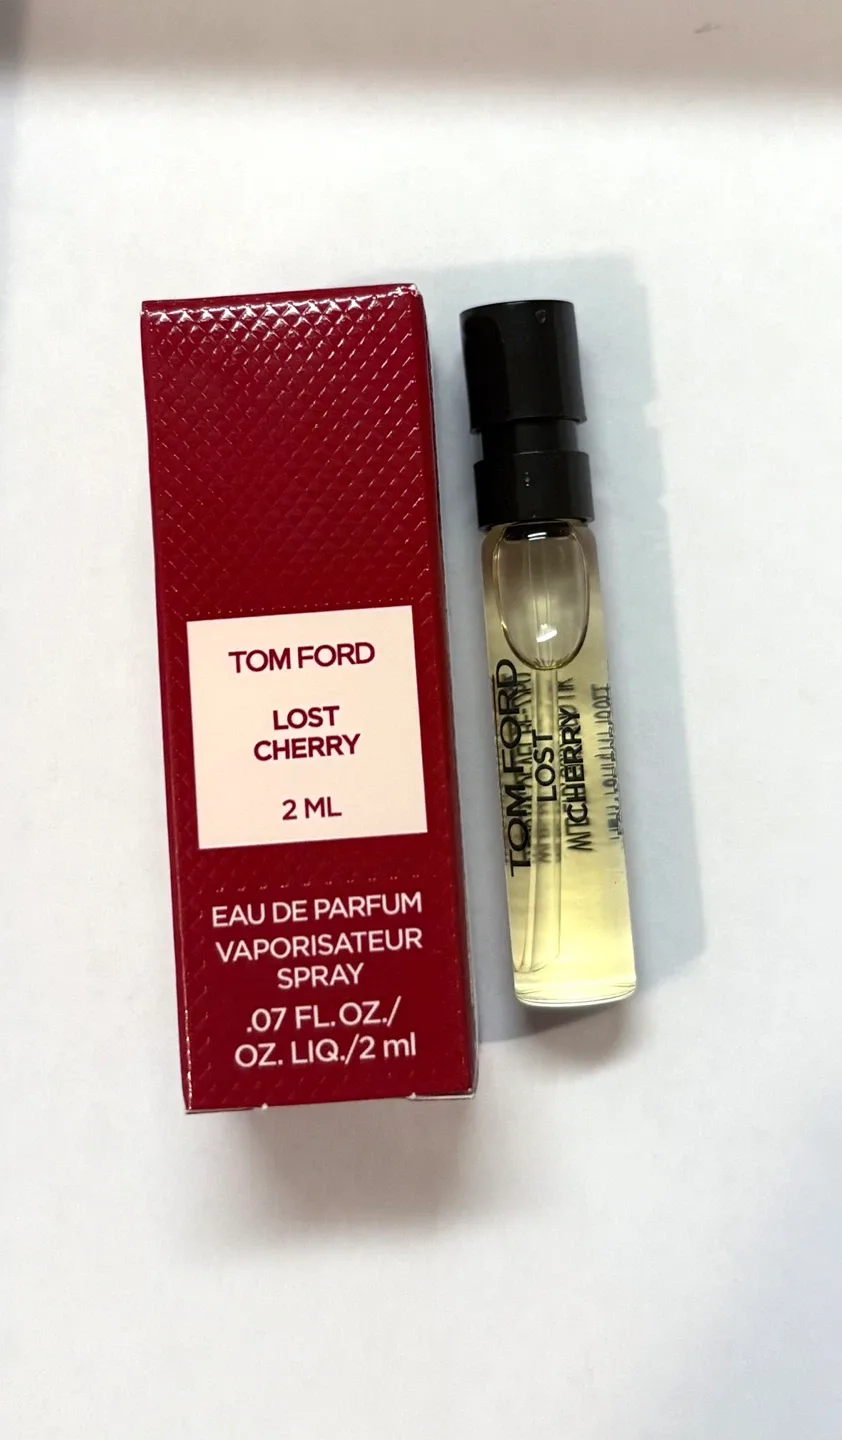 TOM FORD
LOST
CHERRY
2 ML
EAU DE PARFUM
VAPORISATEUR
SPRAY
.07 FL.OZ./
OZ. LIQ./2 ml
TOM FORD
LOST
CHERRY